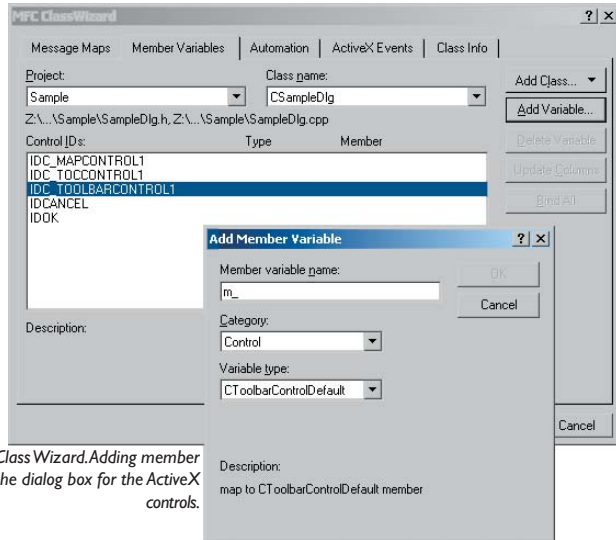 MFC ClassWizard
Message Maps Member Variables Automation ActiveX Events Class Info
Project:
Class name:
Add Class...
Sample
CSampleDlg
Add Variable...
Z:\...\Sample\SampleDlg.h, Z:\...\Sample\SampleDlg.cpp
Control IDs:
Type
Member
Delete Variable
IDC_MAPCONTROL1
IDC_TOCCONTROL1
Update Columns
IDC_TOOLBARCONTROL1
IDCANCEL
Bind All
IDOK
Description:
Cancel
Add Member Variable
Member variable name:
OK
m_
Cancel
Category:
Control
Variable type:
CToolbarControlDefault
Description:
map to CToolbarControlDefault member
Class Wizard. Adding member
he dialog box for the ActiveX
controls.